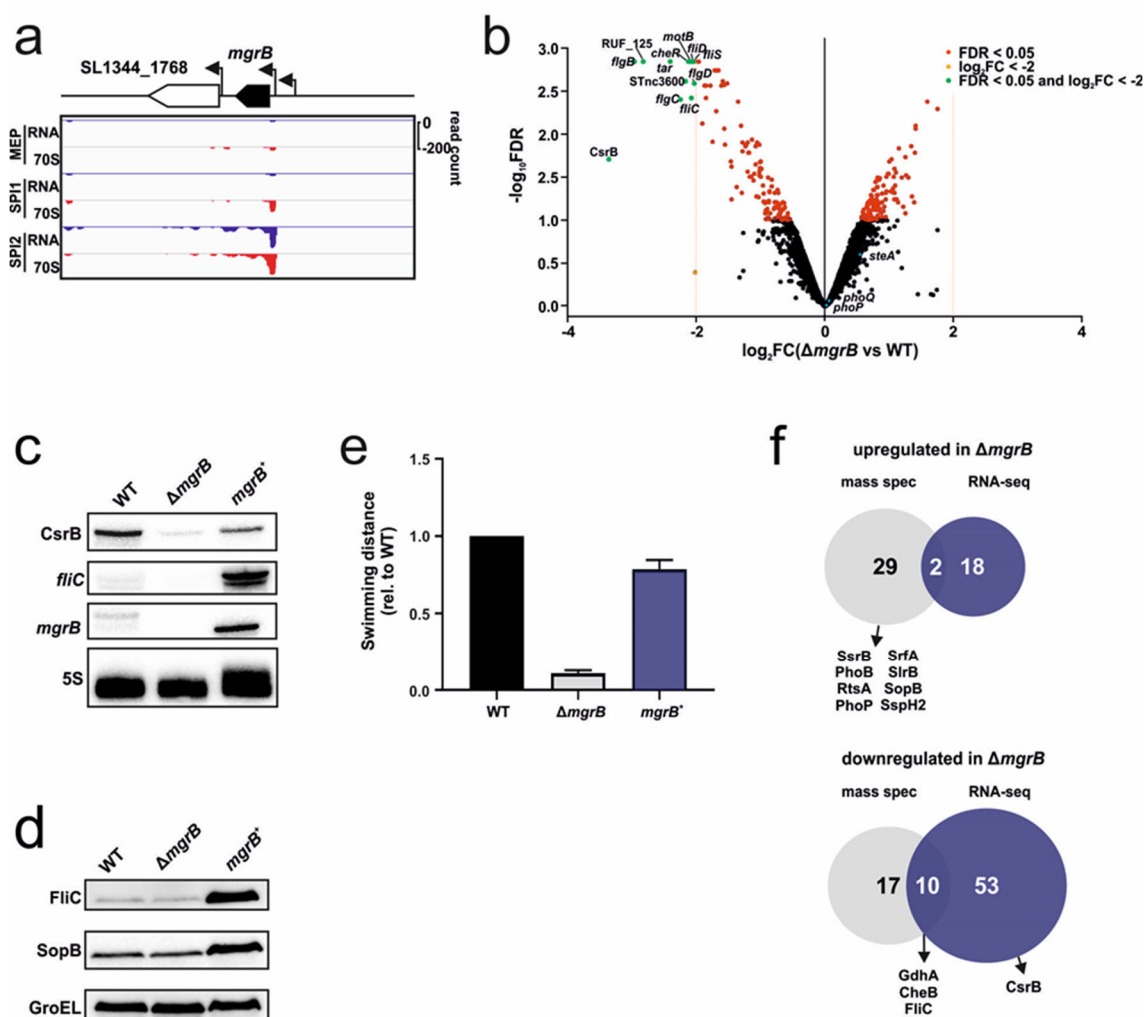 a
SL1344_1768
mgrB
MEP
RNA
70S
SPI1
RNA
70S
SPI2
RNA
70S
0
-200
read count
b
RUF_125
flgB
motB
cheR
tar
fliD
fliS
STnc3600
flgD
flgC
fliC
CsrB
steA
phoQ
phoP
FDR < 0.05
log₂FC < -2
FDR < 0.05 and log₂FC < -2
-log₁₀FDR
3.0
2.5
2.0
1.5
1.0
0.5
0.0
-4
-2
0
2
4
log₂FC(ΔmgrB vs WT)
c
WT
ΔmgrB
mgrB⁺
CsrB
fliC
mgrB
5S
d
WT
ΔmgrB
mgrB⁺
FliC
SopB
GroEL
e
Swimming distance
(rel. to WT)
1.5
1.0
0.5
0.0
WT
ΔmgrB
mgrB⁺
f
upregulated in ΔmgrB
mass spec
RNA-seq
29
2
18
SsrB SrfA
PhoB SlrB
RtsA SopB
PhoP SspH2
downregulated in ΔmgrB
mass spec
RNA-seq
17
10
53
GdhA
CheB
FliC
CsrB